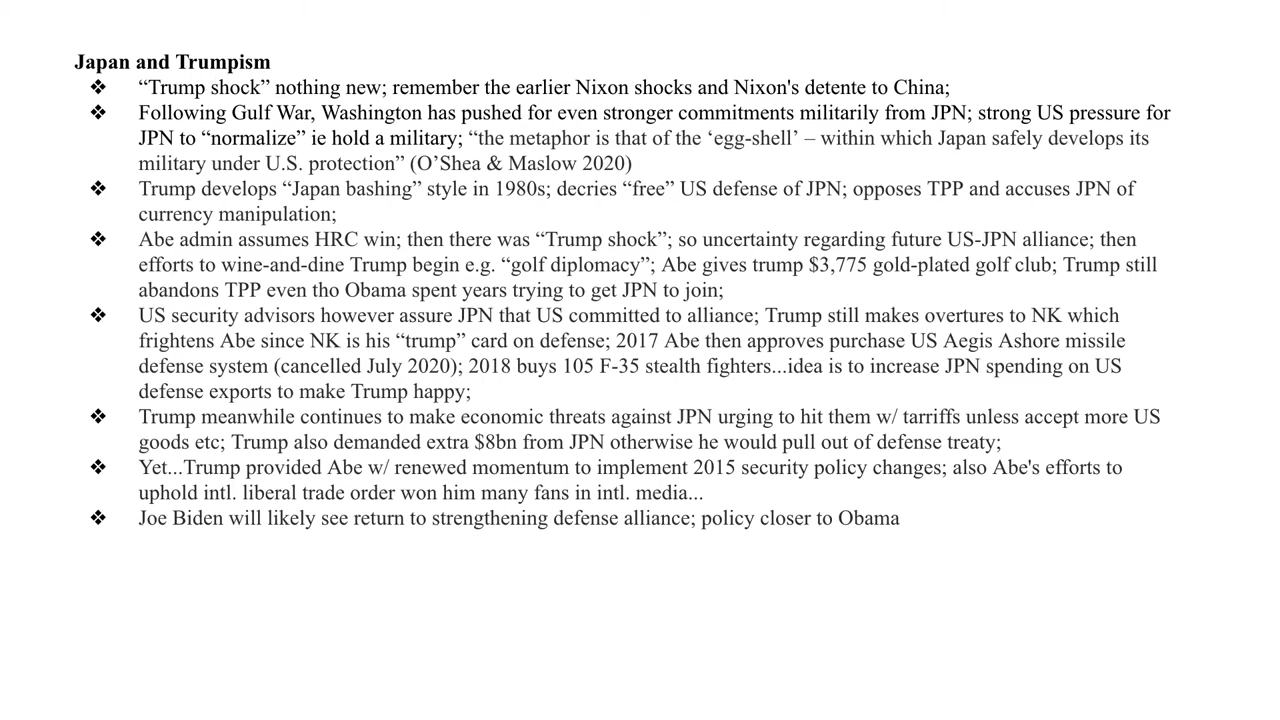 Japan and Trumpism
❖ “Trump shock” nothing new; remember the earlier Nixon shocks and Nixon's detente to China;
❖ Following Gulf War, Washington has pushed for even stronger commitments militarily from JPN; strong US pressure for
JPN to “normalize” ie hold a military; “the metaphor is that of the ‘egg-shell’ – within which Japan safely develops its
military under U.S. protection” (O’Shea & Maslow 2020)
❖ Trump develops “Japan bashing” style in 1980s; decries “free” US defense of JPN; opposes TPP and accuses JPN of
currency manipulation;
❖ Abe admin assumes HRC win; then there was “Trump shock”; so uncertainty regarding future US-JPN alliance; then
efforts to wine-and-dine Trump begin e.g. “golf diplomacy”; Abe gives trump $3,775 gold-plated golf club; Trump still
abandons TPP even tho Obama spent years trying to get JPN to join;
❖ US security advisors however assure JPN that US committed to alliance; Trump still makes overtures to NK which
frightens Abe since NK is his “trump” card on defense; 2017 Abe then approves purchase US Aegis Ashore missile
defense system (cancelled July 2020); 2018 buys 105 F-35 stealth fighters...idea is to increase JPN spending on US
defense exports to make Trump happy;
❖ Trump meanwhile continues to make economic threats against JPN urging to hit them w/ tarriffs unless accept more US
goods etc; Trump also demanded extra $8bn from JPN otherwise he would pull out of defense treaty;
❖ Yet...Trump provided Abe w/ renewed momentum to implement 2015 security policy changes; also Abe's efforts to
uphold intl. liberal trade order won him many fans in intl. media...
❖ Joe Biden will likely see return to strengthening defense alliance; policy closer to Obama